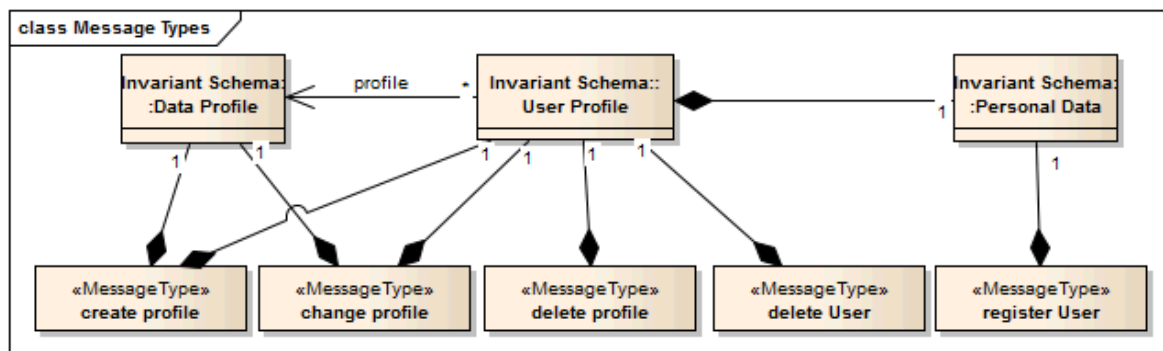 class Message Types
Invariant Schema:
:Data Profile
profile
*
Invariant Schema::
User Profile
1
Invariant Schema:
:Personal Data
1
1
1
1
1
1
1
«MessageType»
create profile
«MessageType»
change profile
«MessageType»
delete profile
«MessageType»
delete User
«MessageType»
register User